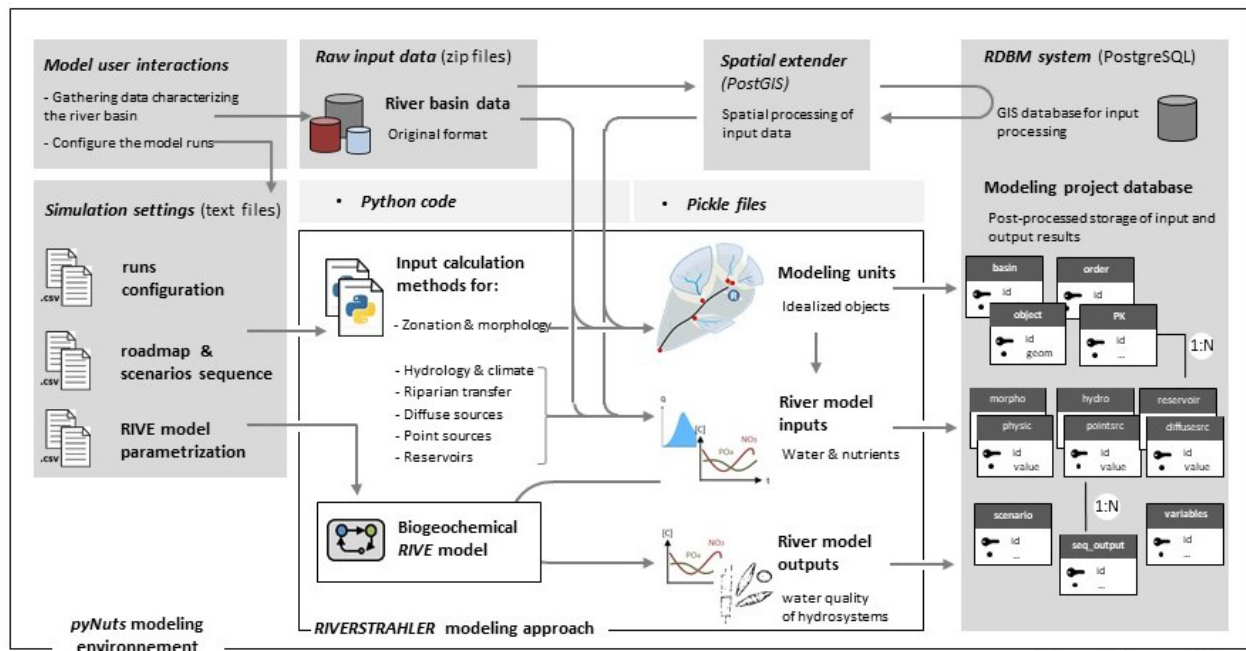 Model user interactions
- Gathering data characterizing
the river basin
- Configure the model runs
Raw input data (zip files)
River basin data
Original format
Spatial extender
(PostGIS)
Spatial processing of
input data
RDBM system (PostgreSQL)
GIS database for input
processing
Simulation settings (text files)
.csv
runs
configuration
.csv
roadmap &
scenarios sequence
.csv
RIVE model
parametrization
• Python code
• Pickle files
Input calculation
methods for:
- Zonation & morphology
- Hydrology & climate
- Riparian transfer
- Diffuse sources
- Point sources
- Reservoirs
Biogeochemical
RIVE model
R
Modeling units
Idealized objects
Q
[C]
NO₃
PO₄
t
River model
inputs
Water & nutrients
[C]
NO₃
PO₄
River model
outputs
water quality
of hydrosystems
RIVERSTRAHLER modeling approach
Modeling project database
Post-processed storage of input and
output results
basin
id
order
id
object
id
geom
PK
id
...
1:N
morpho
hydro
reservoir
physic
id
value
pointsrc
id
value
diffusesrc
id
value
1:N
scenario
id
...
seq_output
id
...
variables
id
...
pyNuts modeling
environnement